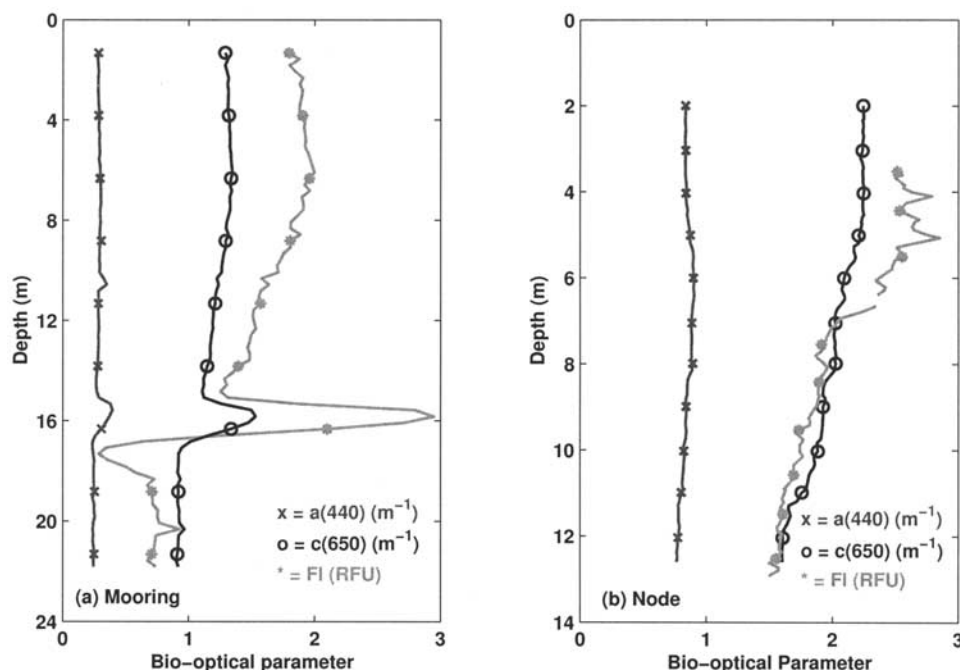 0
4
8
12
16
20
24
Depth (m)
x = a(440) (m⁻¹)
o = c(650) (m⁻¹)
* = Fl (RFU)
(a) Mooring
0
1
2
3
Bio-optical parameter
0
2
4
6
8
10
12
14
Depth (m)
x = a(440) (m⁻¹)
o = c(650) (m⁻¹)
* = Fl (RFU)
(b) Node
0
1
2
3
Bio-optical Parameter